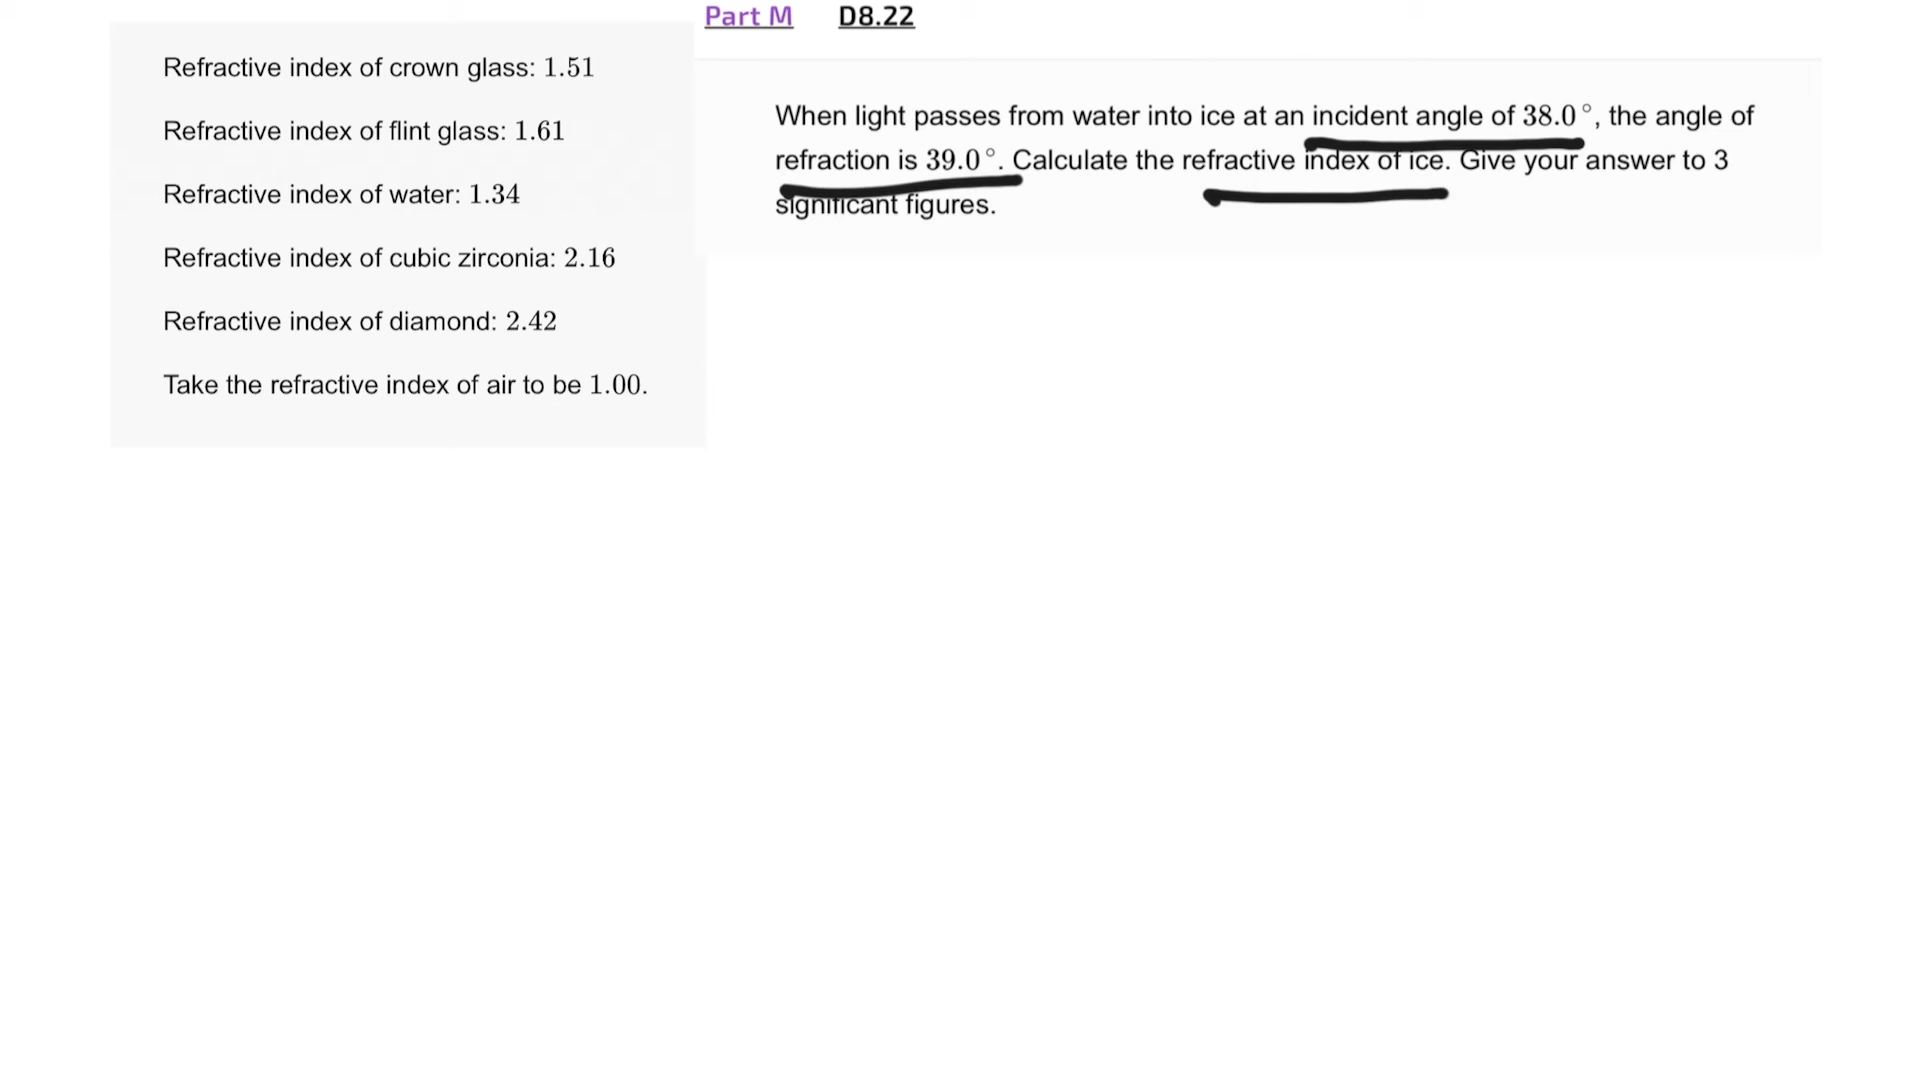 Part M D8.22
Refractive index of crown glass: 1.51
Refractive index of flint glass: 1.61
Refractive index of water: 1.34
Refractive index of cubic zirconia: 2.16
Refractive index of diamond: 2.42
Take the refractive index of air to be 1.00.
When light passes from water into ice at an incident angle of 38.0°, the angle of
refraction is 39.0°. Calculate the refractive index of ice. Give your answer to 3
significant figures.